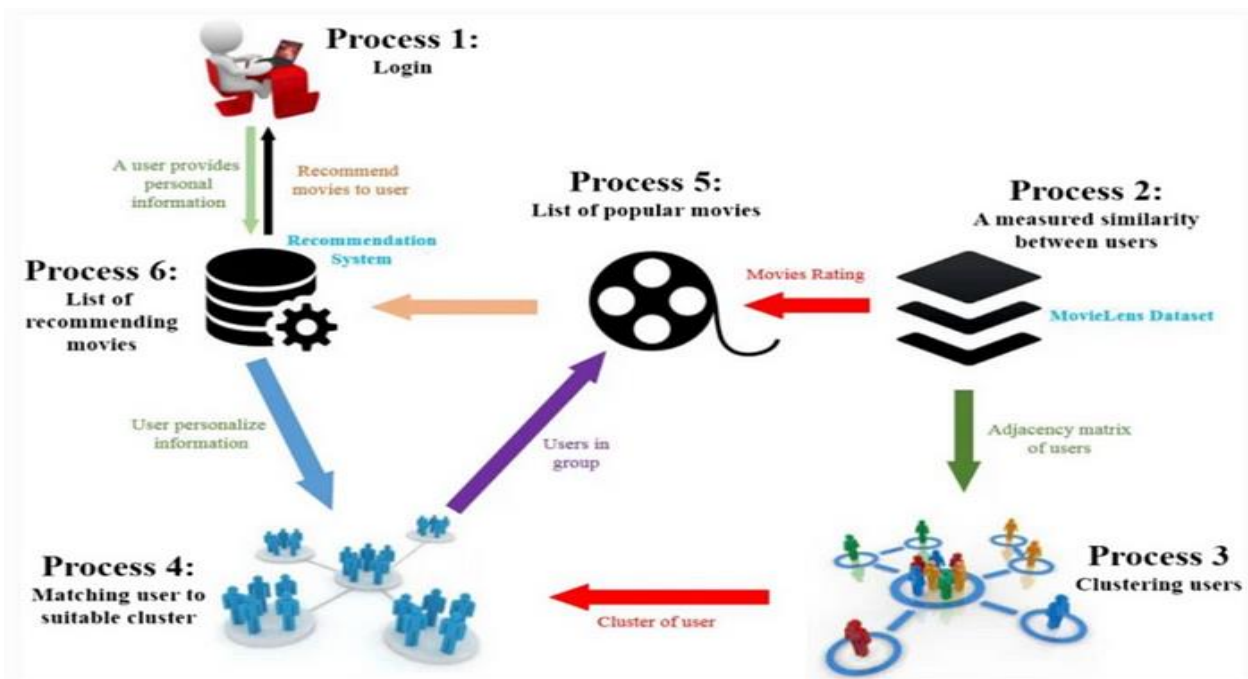 Process 1:
Login
A user provides
personal
information
Recommend
movies to user
Recommendation
System
Process 6:
List of
recommending
movies
Process 5:
List of popular movies
Movies Rating
Process 2:
A measured similarity
between users
MovieLens Dataset
User personalize
information
Users in
group
Adjacency matrix
of users
Process 4:
Matching user to
suitable cluster
Cluster of user
Process 3
Clustering users